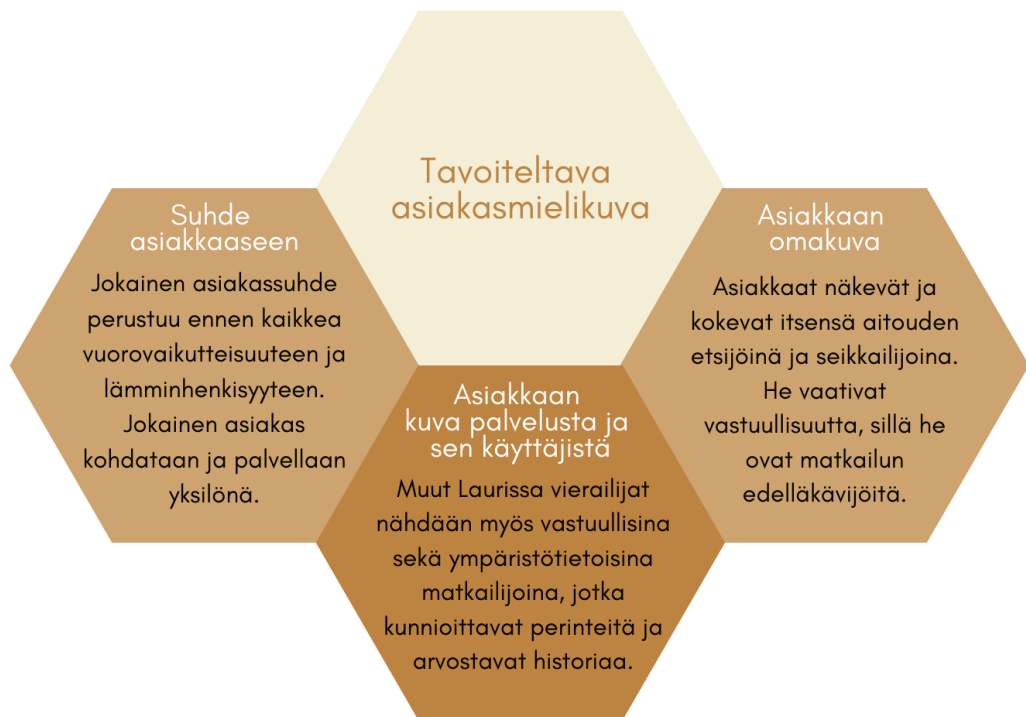 Tavoiteltava
asiakasmielikuva
Suhde
asiakkaaseen
Jokainen asiakassuhde
perustuu ennen kaikkea
vuorovaikutteisuuteen ja
lämminhenkisyyteen.
Jokainen asiakas
kohdataan ja palvellaan
yksilönä.
Asiakkaan
kuva palvelusta ja
sen käyttäjistä
Muut Laurissa vierailijat
nähdään myös vastuullisina
sekä ympäristötietoisina
matkailijoina, jotka
kunnioittavat perinteitä ja
arvostavat historiaa.
Asiakkaan
omakuva
Asiakkaat näkevät ja
kokevat itsensä aitouden
etsijöinä ja seikkailijoina.
He vaativat
vastuullisuutta, sillä he
ovat matkailun
edelläkävijöitä.